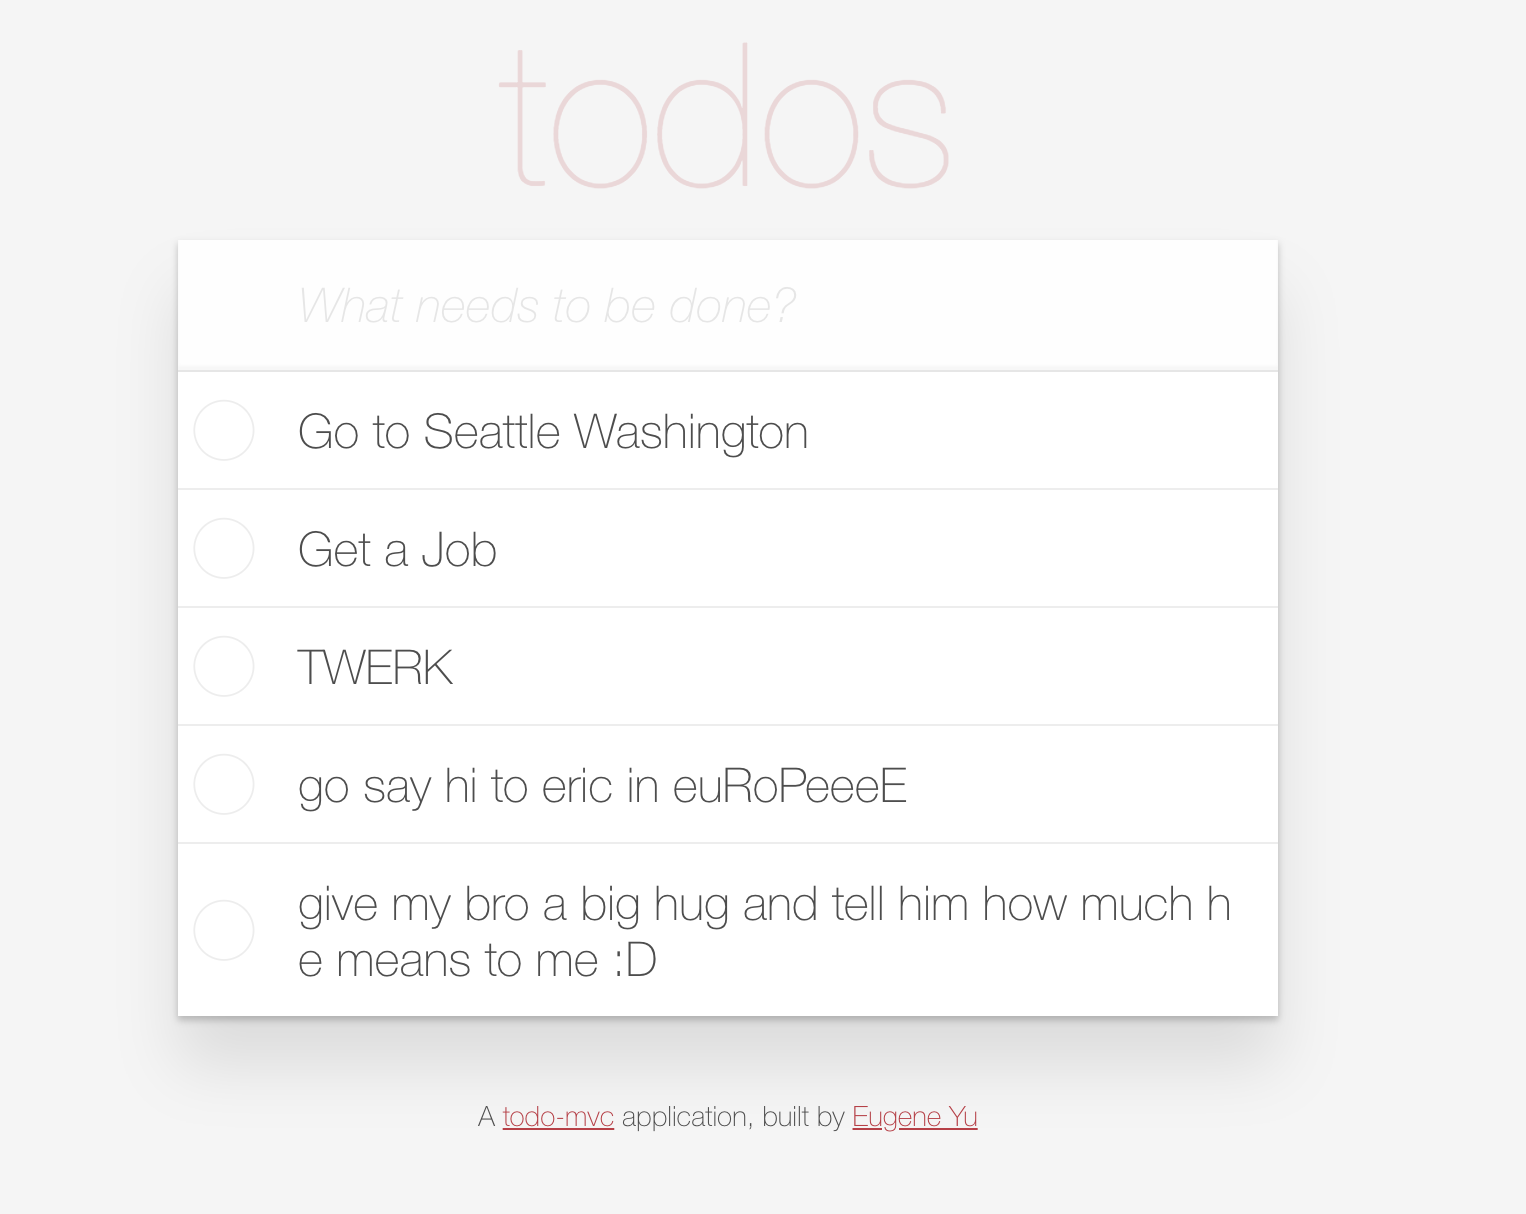 todos
What needs to be done?
Go to Seattle Washington
Get a Job
TWERK
go say hi to eric in euRoPeeeE
give my bro a big hug and tell him how much h
e means to me :D
A todo-mvc application, built by Eugene Yu